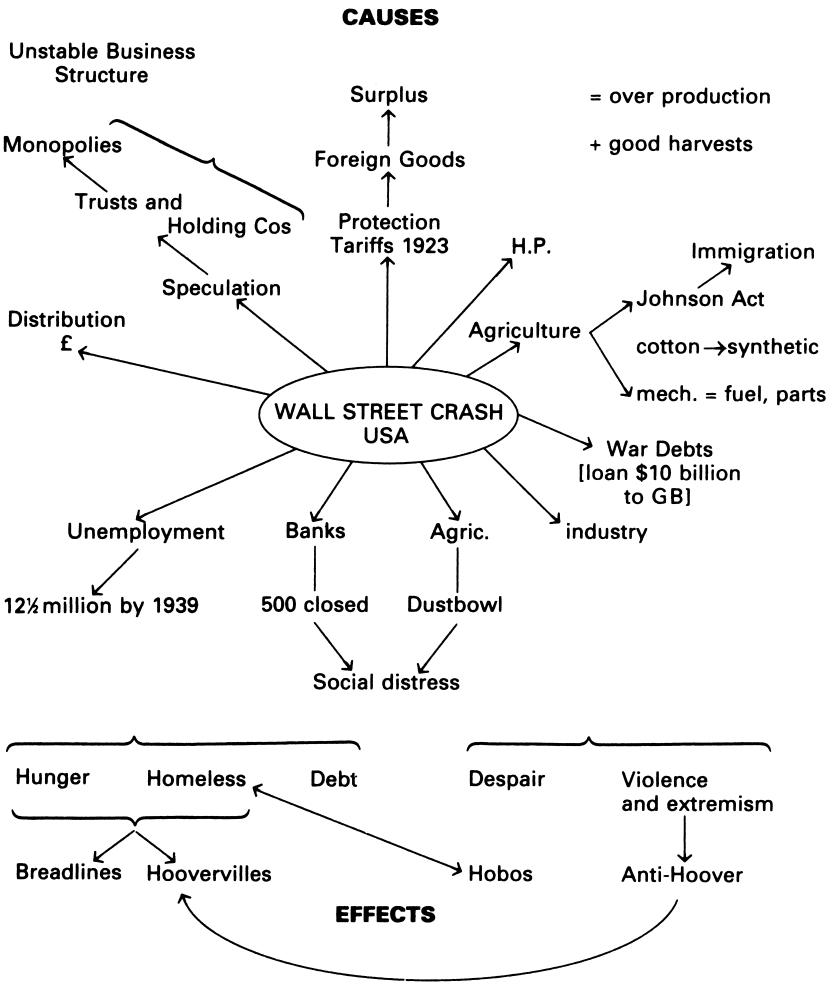 CAUSES
Unstable Business
Structure
Surplus
= over production
Monopolies
Foreign Goods
+ good harvests
Trusts and
Holding Cos
Protection
Tariffs 1923
H.P.
Immigration
Speculation
Johnson Act
Distribution
£
Agriculture
cotton → synthetic
mech. = fuel, parts
WALL STREET CRASH
USA
War Debts
[loan $10 billion
to GB]
Unemployment
Banks
Agric.
industry
12½ million by 1939
500 closed
Dustbowl
Social distress
Hunger
Homeless
Debt
Despair
Violence
and extremism
Breadlines
Hoovervilles
Hobos
Anti-Hoover
EFFECTS